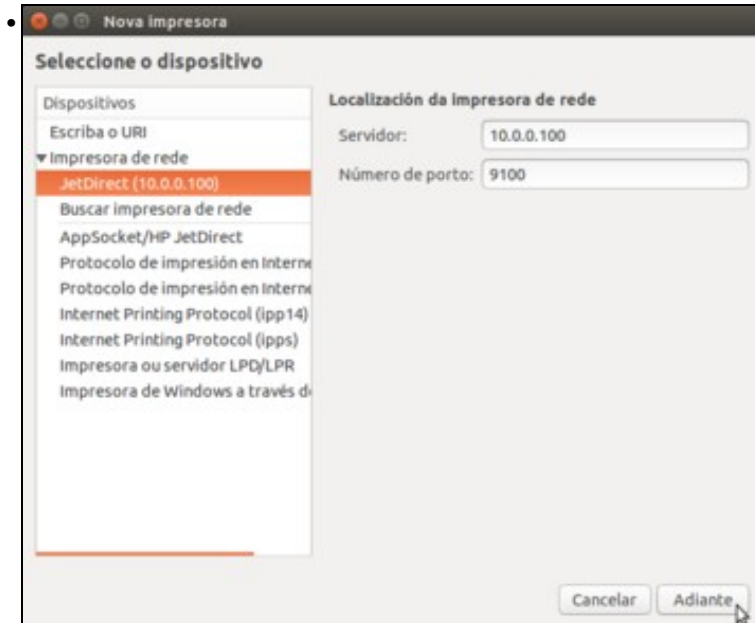 Nova impresora
Seleccione o dispositivo
Dispositivos
Escriba o URI
Impresora de rede
JetDirect (10.0.0.100)
Buscar impresora de rede
AppSocket/HP JetDirect
Protocolo de impresión en Interne
Protocolo de impresión en Interne
Internet Printing Protocol (ipp14)
Internet Printing Protocol (ipps)
Impresora ou servidor LPD/LPR
Impresora de Windows a través d
Localización da impresora de rede
Servidor: 10.0.0.100
Número de porto: 9100
Cancelar Adiante